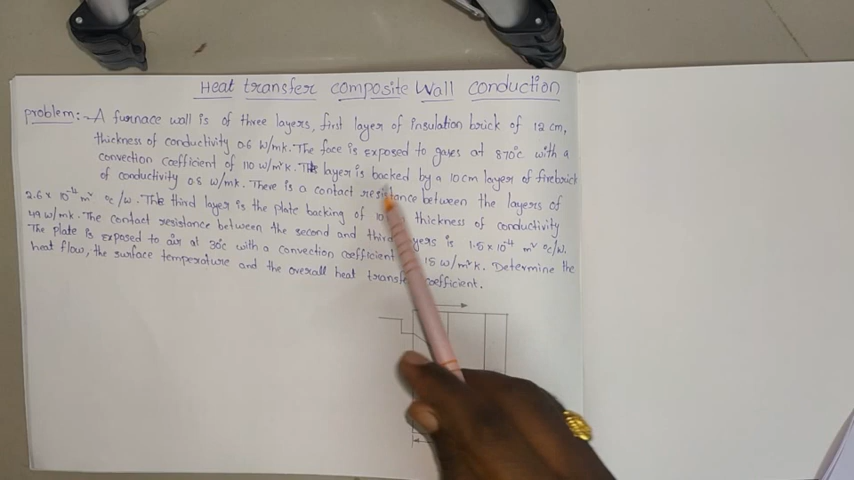 Heat transfer composite Wall conduction
problem:- A furnace wall is of three layers, first layer of insulation brick of 12 cm,
thickness of conductivity 0.6 W/mk. The face is exposed to gases at 870°c with a
convection coefficient of 110 w/m²k. The layer is backed by a 10 cm layer of firebrick
of conductivity 0.8 W/mk. There is a contact resistance between the layers of
2.6 x 10⁻⁴ m² °c/w. The third layer is the plate backing of thickness of conductivity
49 w/mk. The contact resistance between the second and third layers is 1.5 x 10⁻⁴ m² °c/w.
The plate is exposed to air at 30°c with a convection coefficient 15 w/m²k. Determine the
heat flow, the surface temperature and the overall heat transfer coefficient.